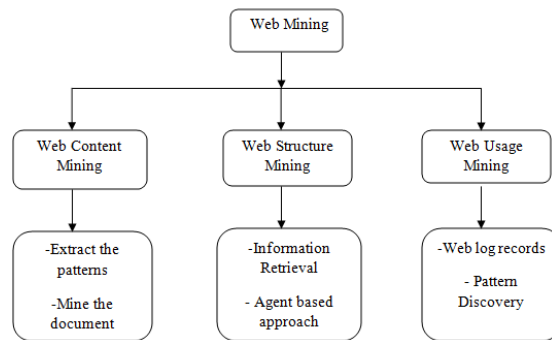 Web Mining
Web Content
Mining
Web Structure
Mining
Web Usage
Mining
-Extract the
patterns
-Mine the
document
-Information
Retrieval
- Agent based
approach
-Web log records
- Pattern
Discovery